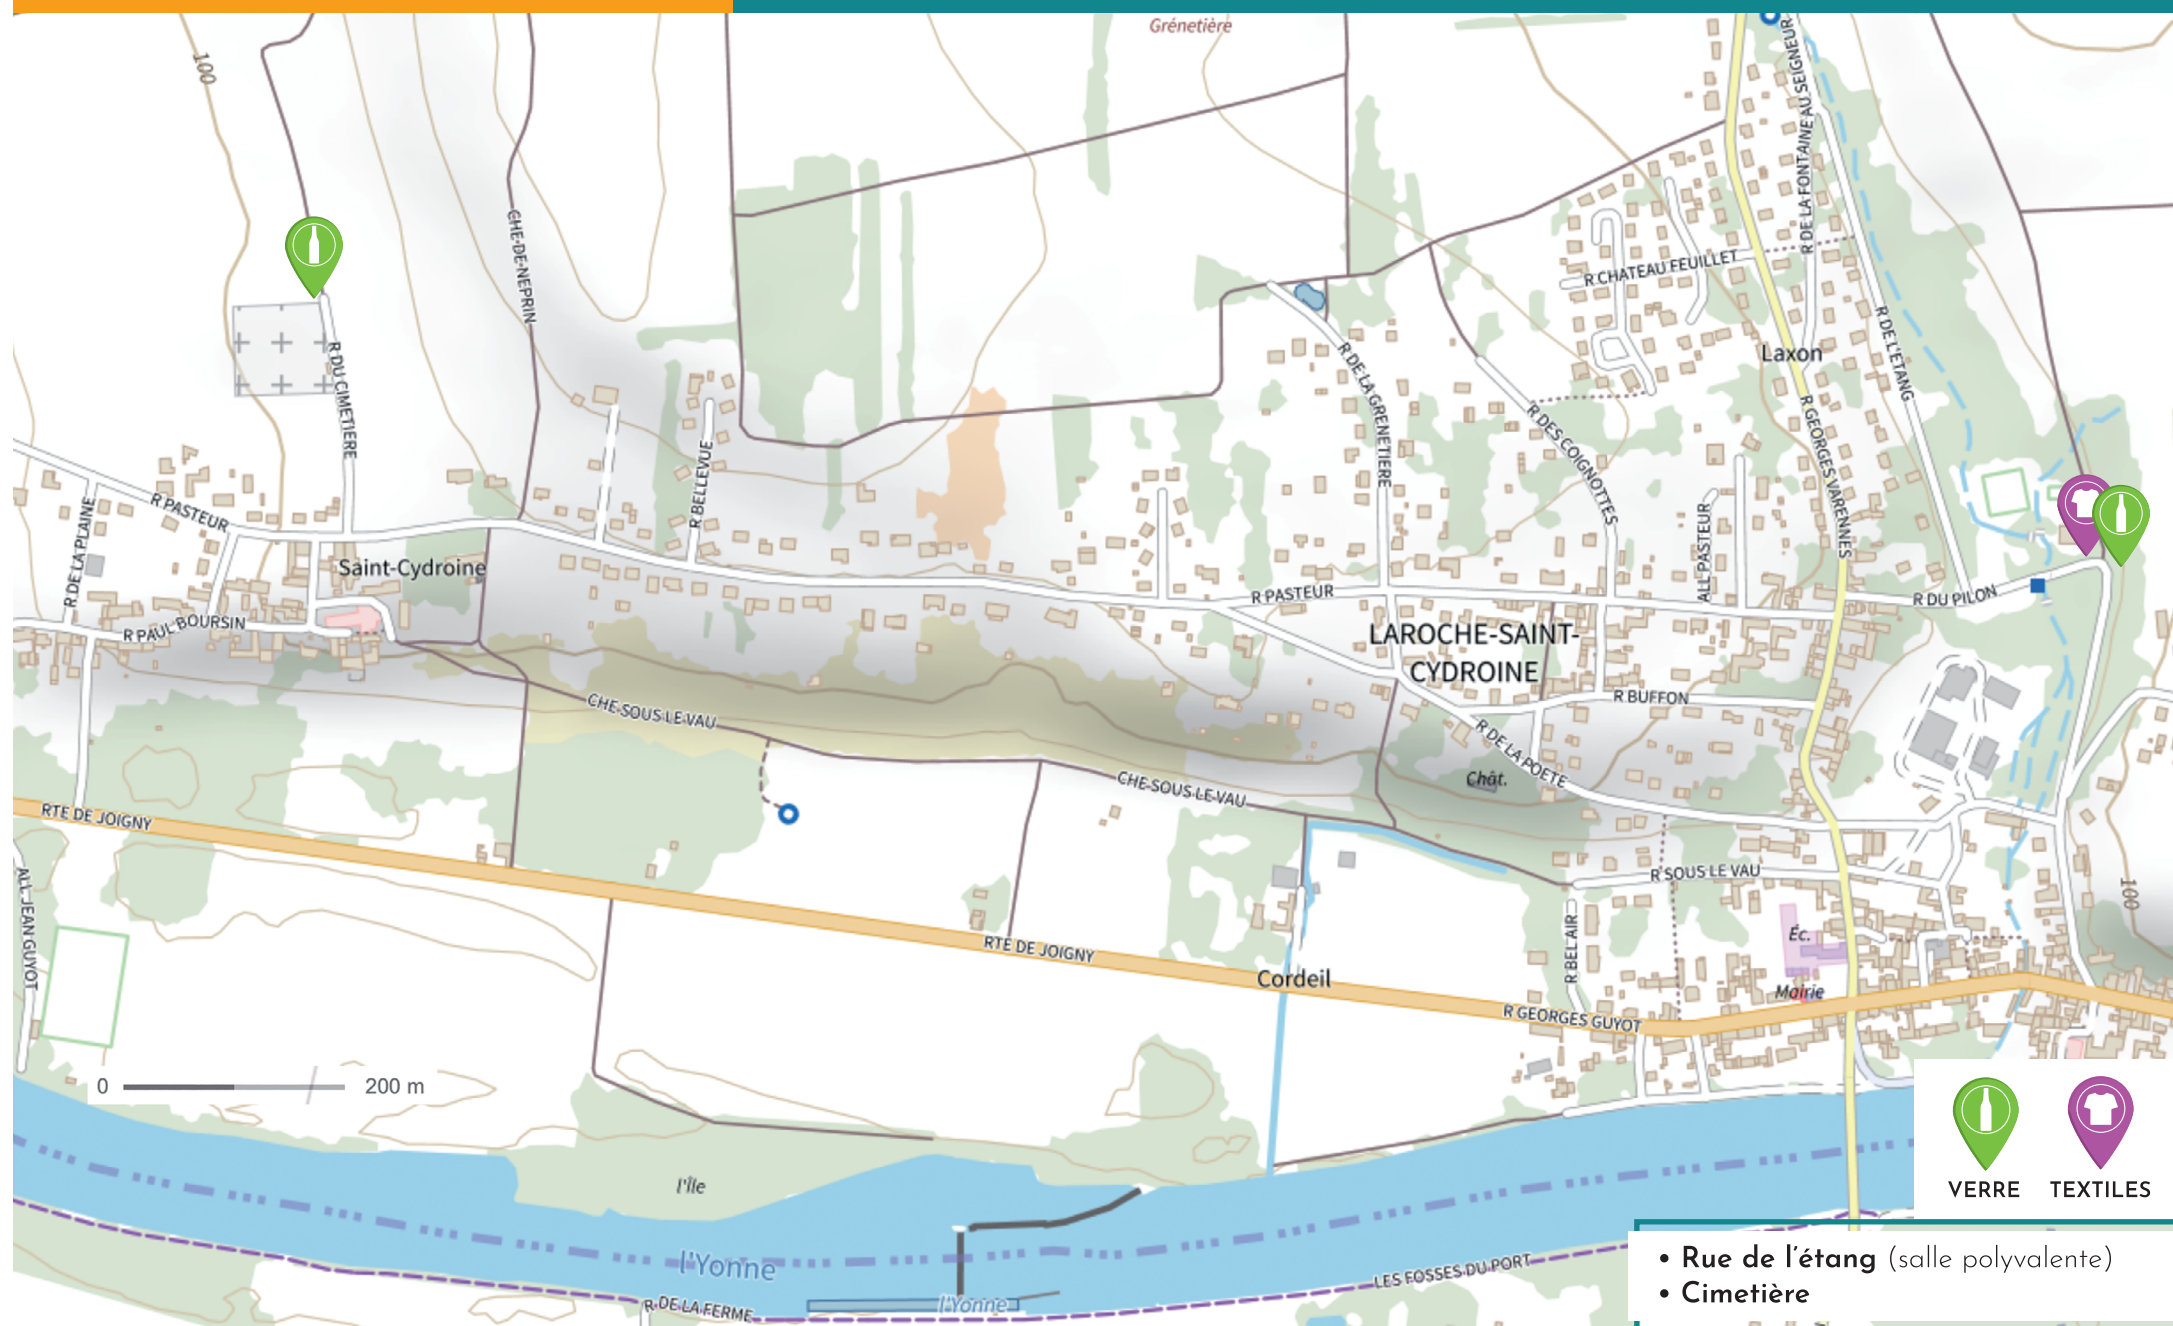 Grénetière
100
R DE LA FONTAINE AU SEIGNEUR
CHE-DE-NEPRIN
R CHATEAU FEUILLET
R DU CIMETIERE
R DE L'ETANG
Laxon
R DE LA GRENETIERE
R DES COIGNOTTES
R GEORGES VARENNES
R BELLEVUE
R PASTEUR
R DE LA PLAINE
ALL PASTEUR
Saint-Cydroine
R PASTEUR
R DU PILON
R PAUL BOURSIN
LAROCHE-SAINT-
CYDROINE
R BUFFON
CHE SOUS LE VAU
R DE LA POETE
Chât.
CHE SOUS LE VAU
RTE DE JOIGNY
R SOUS LE VAU
100
ALL JEAN GUYOT
R BEL AIR
Éc.
RTE DE JOIGNY
Cordeil
Mairie
R GEORGES GUYOT
0 200 m
l'Île
VERRE TEXTILES
l'Yonne
LES FOSSES DU PORT
l'Yonne
R DE LA FERME
• Rue de l'étang (salle polyvalente)
• Cimetière